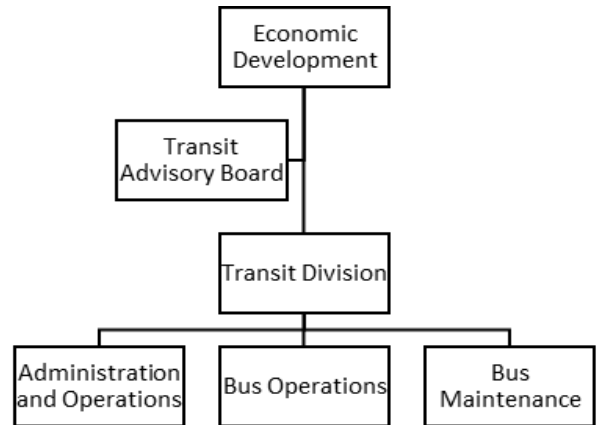 Economic
Development
Transit
Advisory Board
Transit Division
Administration
and Operations
Bus Operations
Bus
Maintenance